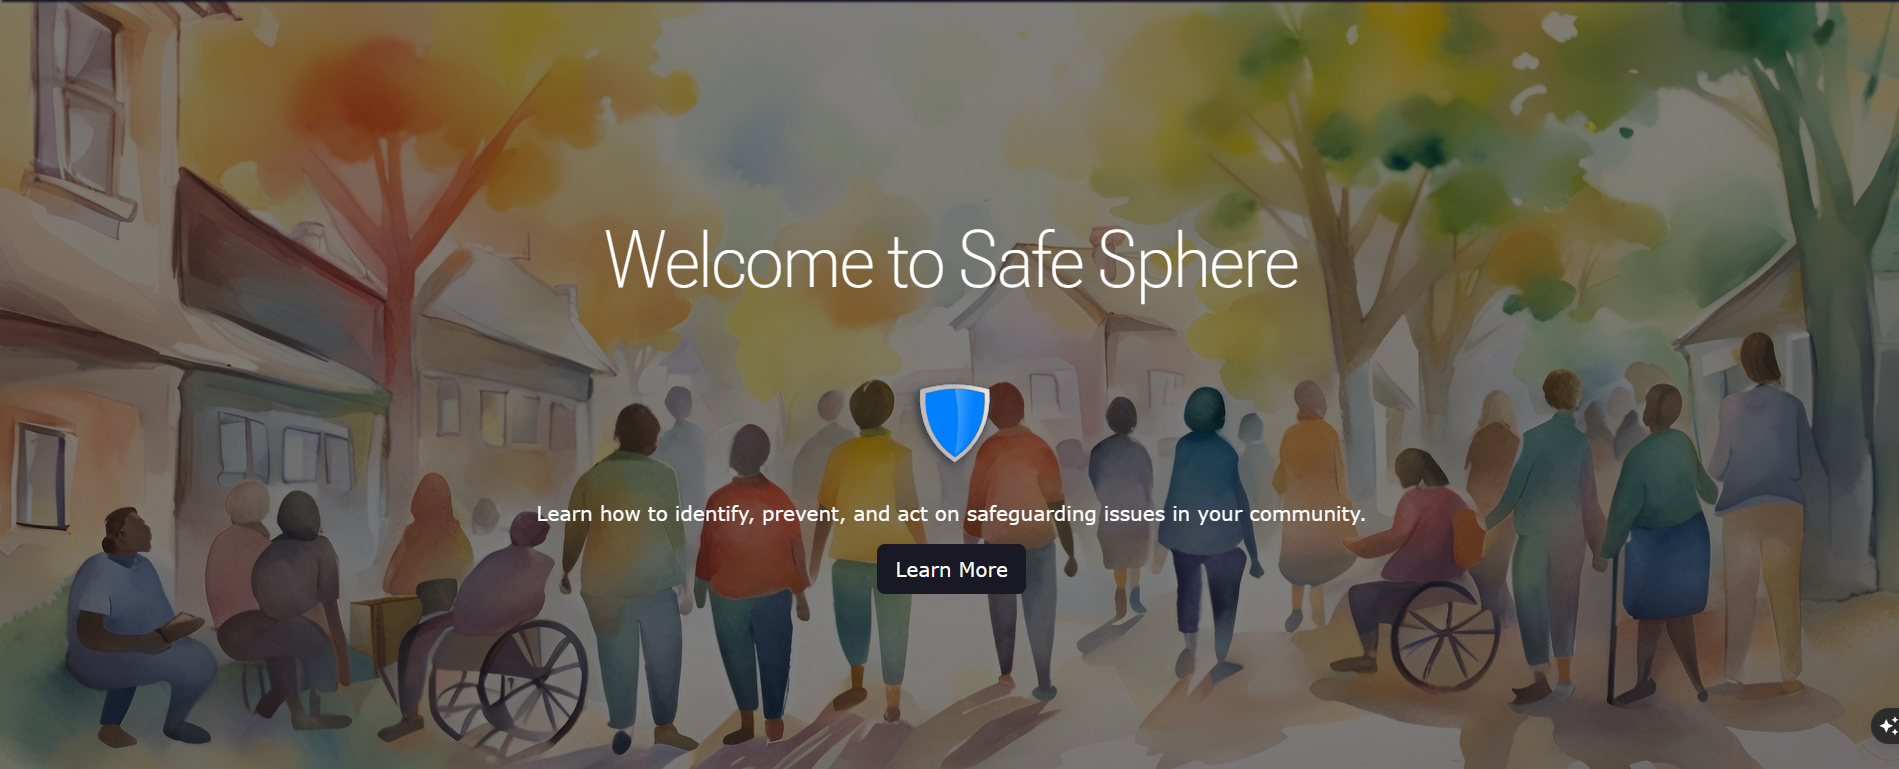 Welcome to Safe Sphere
Learn how to identify, prevent, and act on safeguarding issues in your community.
Learn More